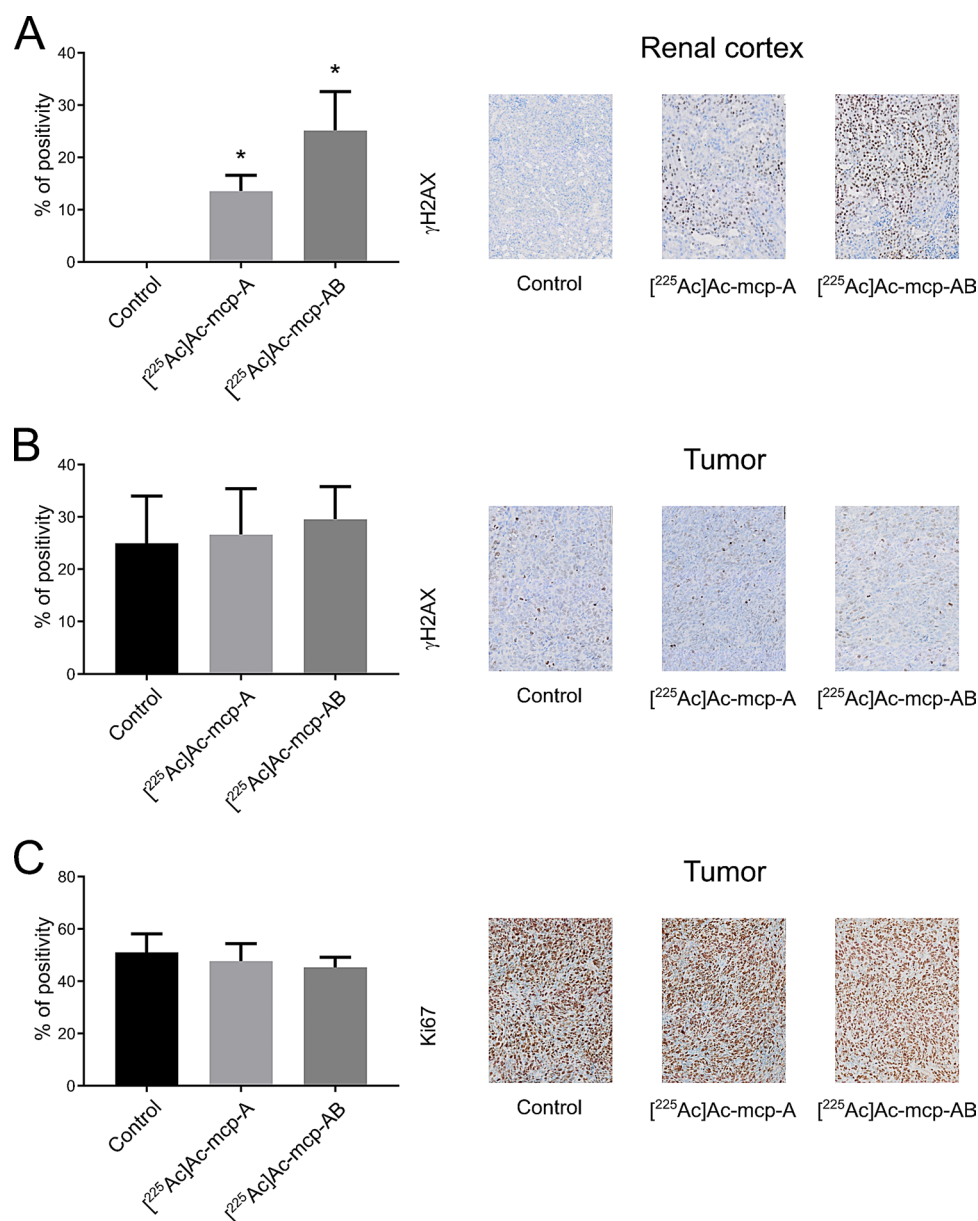 A
Renal cortex
% of positivity
40
30
20
10
0
*
*
Control
[²²⁵Ac]Ac-mcp-A
[²²⁵Ac]Ac-mcp-AB
γH2AX
Control
[²²⁵Ac]Ac-mcp-A
[²²⁵Ac]Ac-mcp-AB
B
Tumor
% of positivity
40
30
20
10
0
Control
[²²⁵Ac]Ac-mcp-A
[²²⁵Ac]Ac-mcp-AB
γH2AX
Control
[²²⁵Ac]Ac-mcp-A
[²²⁵Ac]Ac-mcp-AB
C
Tumor
% of positivity
80
60
40
20
0
Control
[²²⁵Ac]Ac-mcp-A
[²²⁵Ac]Ac-mcp-AB
Ki67
Control
[²²⁵Ac]Ac-mcp-A
[²²⁵Ac]Ac-mcp-AB